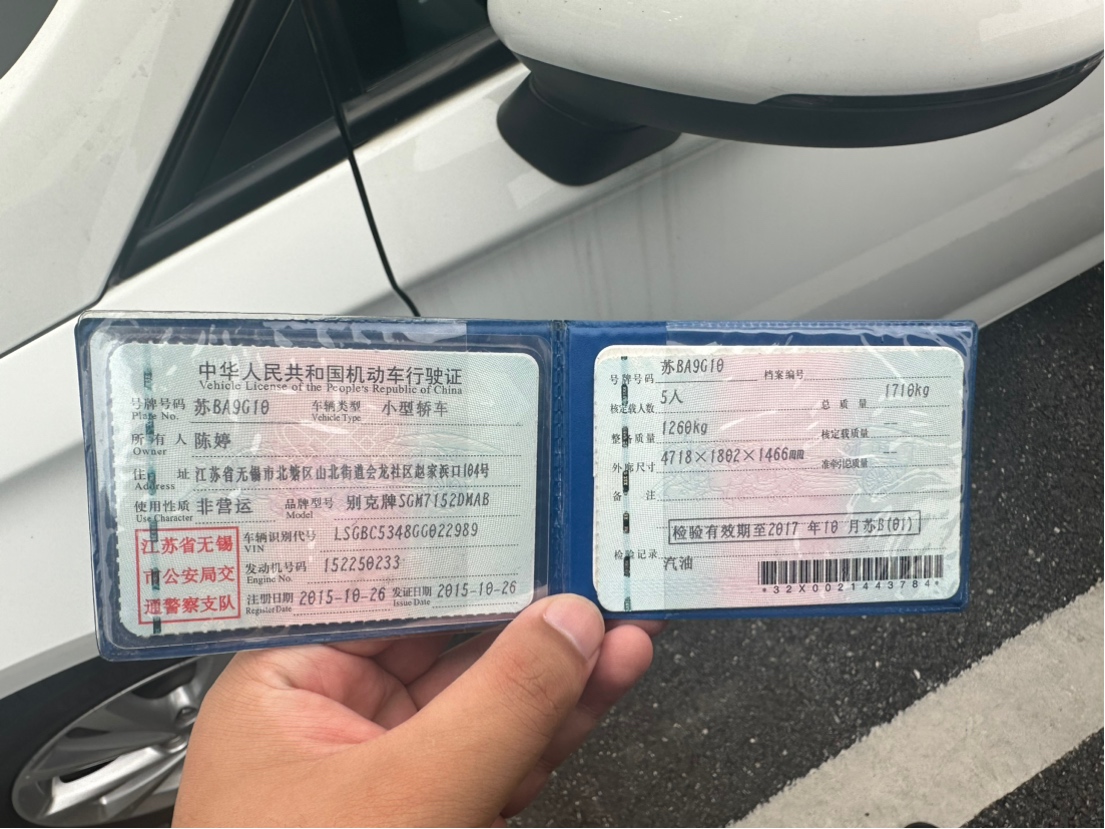 中华人民共和国机动车行驶证
Vehicle License of the People's Republic of China
号牌号码 苏BA9G10 车辆类型 小型轿车
Plate No. Vehicle Type
所有人 陈婷
Owner
住址 江苏省无锡市北塘区山北街道会龙社区赵家浜口104号
Address
使用性质 非营运 品牌型号 别克牌SGM7152DMAB
Use Character Model
车辆识别代号 LSGBC5348GG022989
VIN
发动机号码 152250233
Engine No.
注册日期 2015-10-26 发证日期 2015-10-26
Register Date Issue Date
江苏省无锡
市公安局交
通警察支队
号牌号码 苏BA9G10 档案编号
核定载人数 5人 总质量 1710kg
整备质量 1260kg 核定载质量 --
外廓尺寸 4718×1802×1466mm 准牵引总质量 --
备注
检验有效期至2017年10月苏B(01)
检验记录
汽油
*32X0021443784*